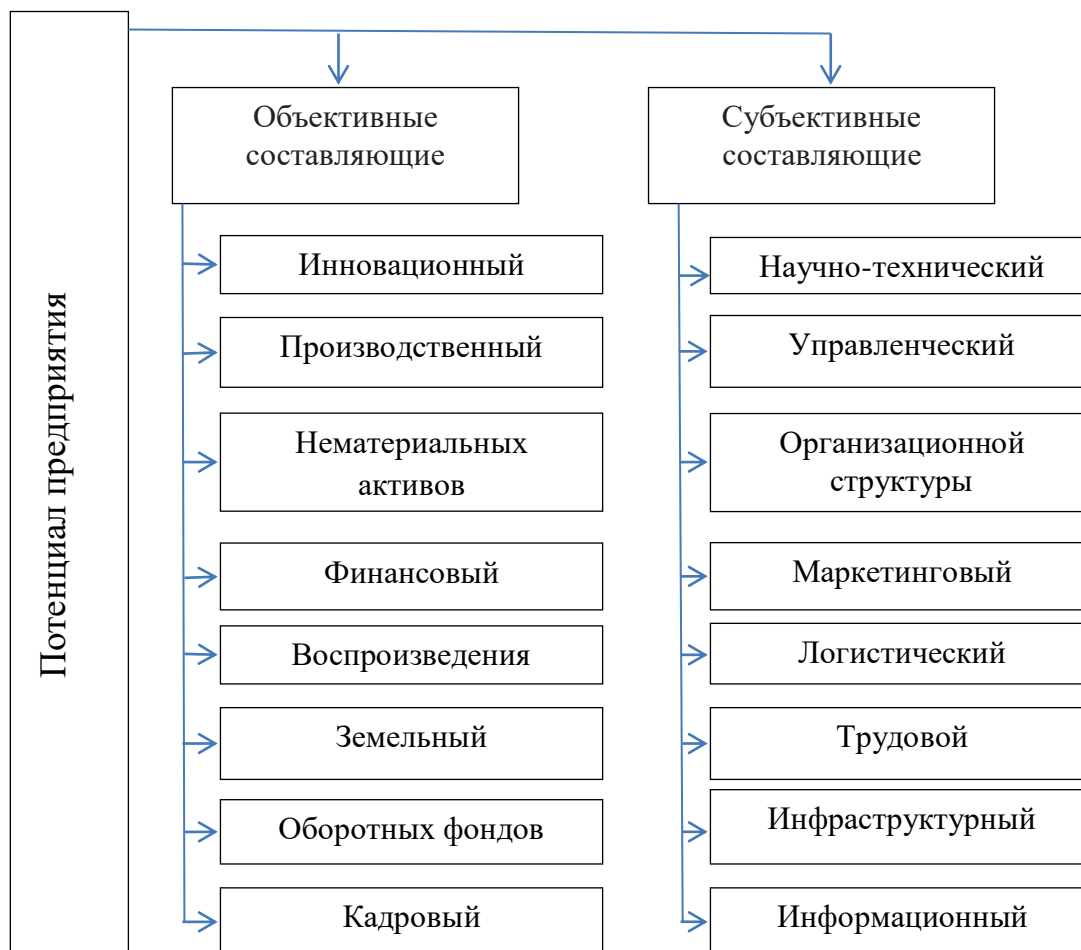 Потенциал предприятия
Объективные
составляющие
Инновационный
Производственный
Нематериальных
активов
Финансовый
Воспроизведения
Земельный
Оборотных фондов
Кадровый
Субъективные
составляющие
Научно-технический
Управленческий
Организационной
структуры
Маркетинговый
Логистический
Трудовой
Инфраструктурный
Информационный